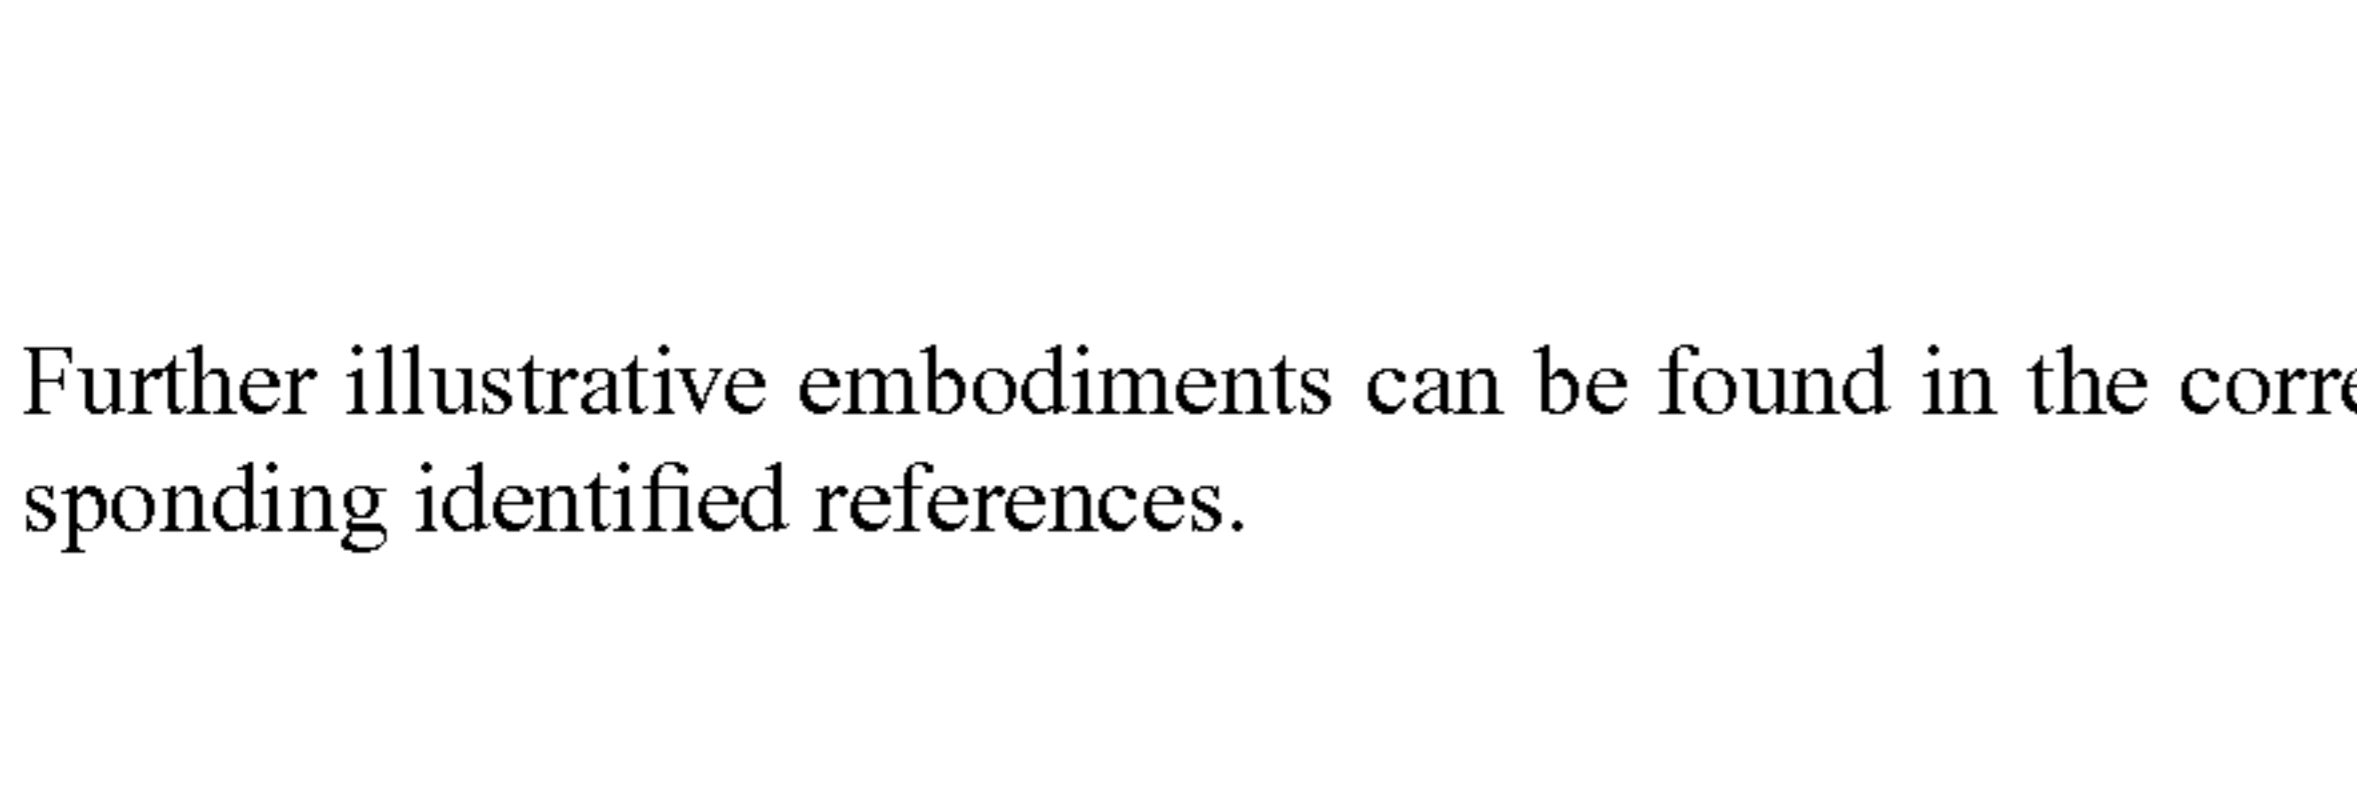 Further illustrative embodiments can be found in the corre
sponding identified references.